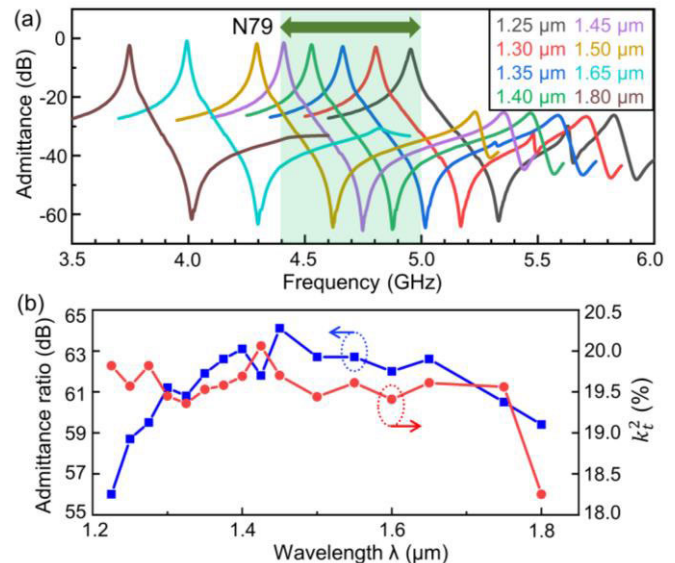 (a)
N79
1.25 μm 1.45 μm
1.30 μm 1.50 μm
1.35 μm 1.65 μm
1.40 μm 1.80 μm
0
-20
-40
-60
Admittance (dB)
3.5 4.0 4.5 5.0 5.5 6.0
Frequency (GHz)
(b)
65
63
61
59
57
55
Admittance ratio (dB)
20.5
20.0
19.5
19.0
18.5
18.0
k_t^2 (%)
1.2 1.4 1.6 1.8
Wavelength λ (μm)